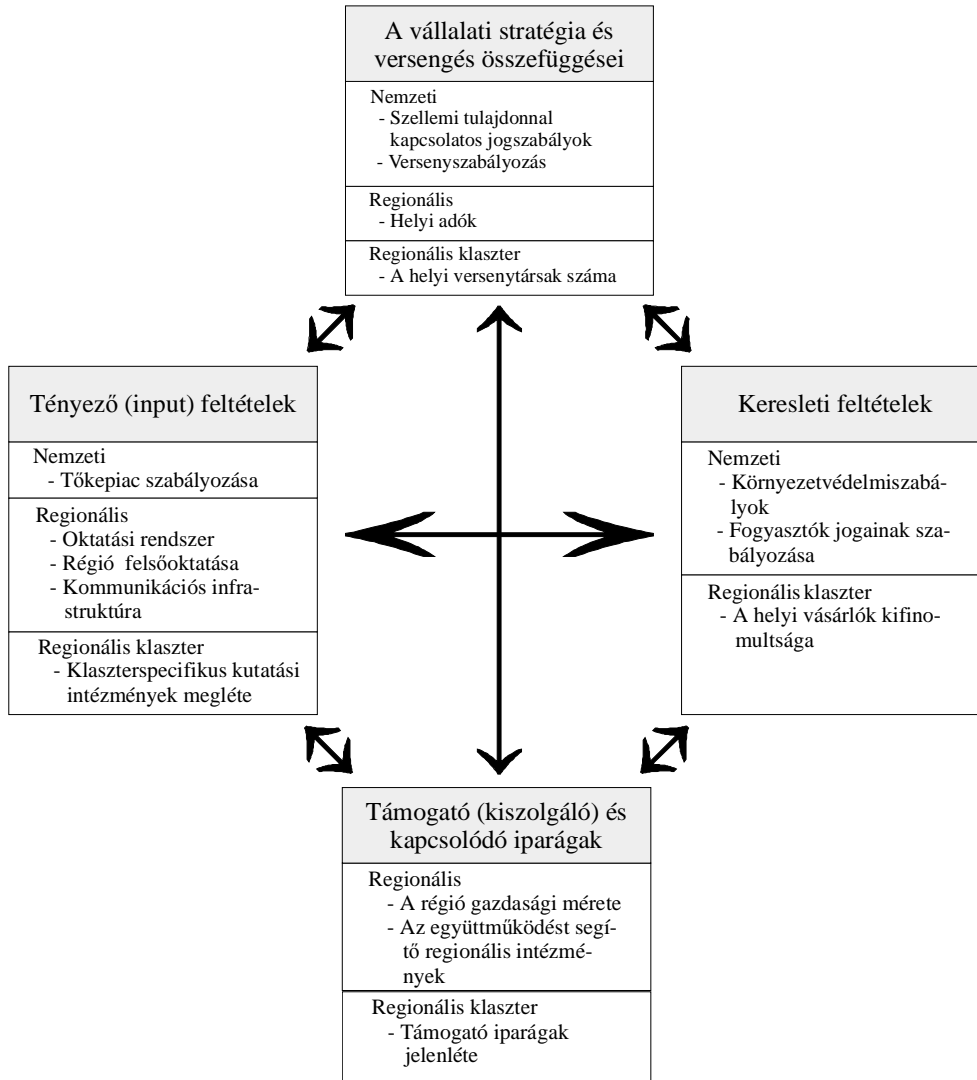 A vállalati stratégia és
versengés összefüggései
Nemzeti
- Szellemi tulajdonnal
kapcsolatos jogszabályok
- Versenyszabályozás
Regionális
- Helyi adók
Regionális klaszter
- A helyi versenytársak száma
Tényező (input) feltételek
Nemzeti
- Tőkepiac szabályozása
Regionális
- Oktatási rendszer
- Régió felsőoktatása
- Kommunikációs infra-
struktúra
Regionális klaszter
- Klaszterspecifikus kutatási
intézmények megléte
Keresleti feltételek
Nemzeti
- Környezetvédelmiszabá-
lyok
- Fogyasztók jogainak sza-
bályozása
Regionális klaszter
- A helyi vásárlók kifino-
multsága
Támogató (kiszolgáló) és
kapcsolódó iparágak
Regionális
- A régió gazdasági mérete
- Az együttműködést segí-
tő regionális intézmé-
nyek
Regionális klaszter
- Támogató iparágak
jelenléte